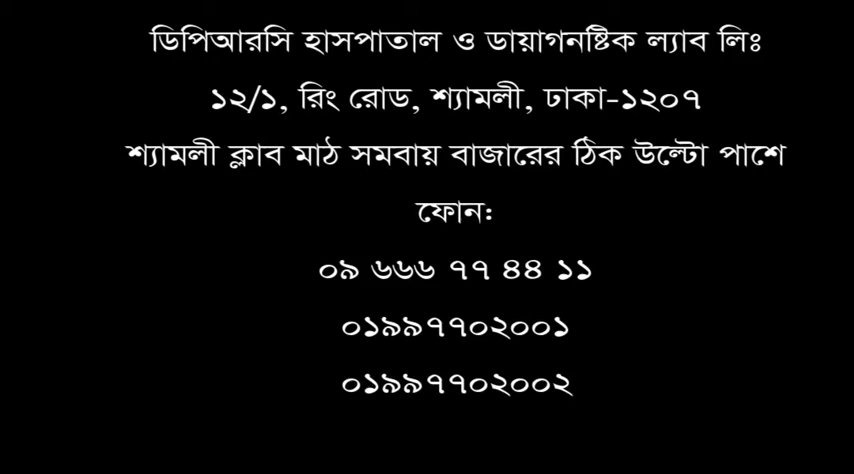 ডিপিআরসি হাসপাতাল ও ডায়াগনষ্টিক ল্যাব লিঃ
১২/১, রিং রোড, শ্যামলী, ঢাকা-১২০৭
শ্যামলী ক্লাব মাঠ সমবায় বাজারের ঠিক উল্টো পাশে
ফোন:
০৯ ৬৬৬ ৭৭ ৪৪ ১১
০১৯৯৭৭০২০০১
০১৯৯৭৭০২০০২